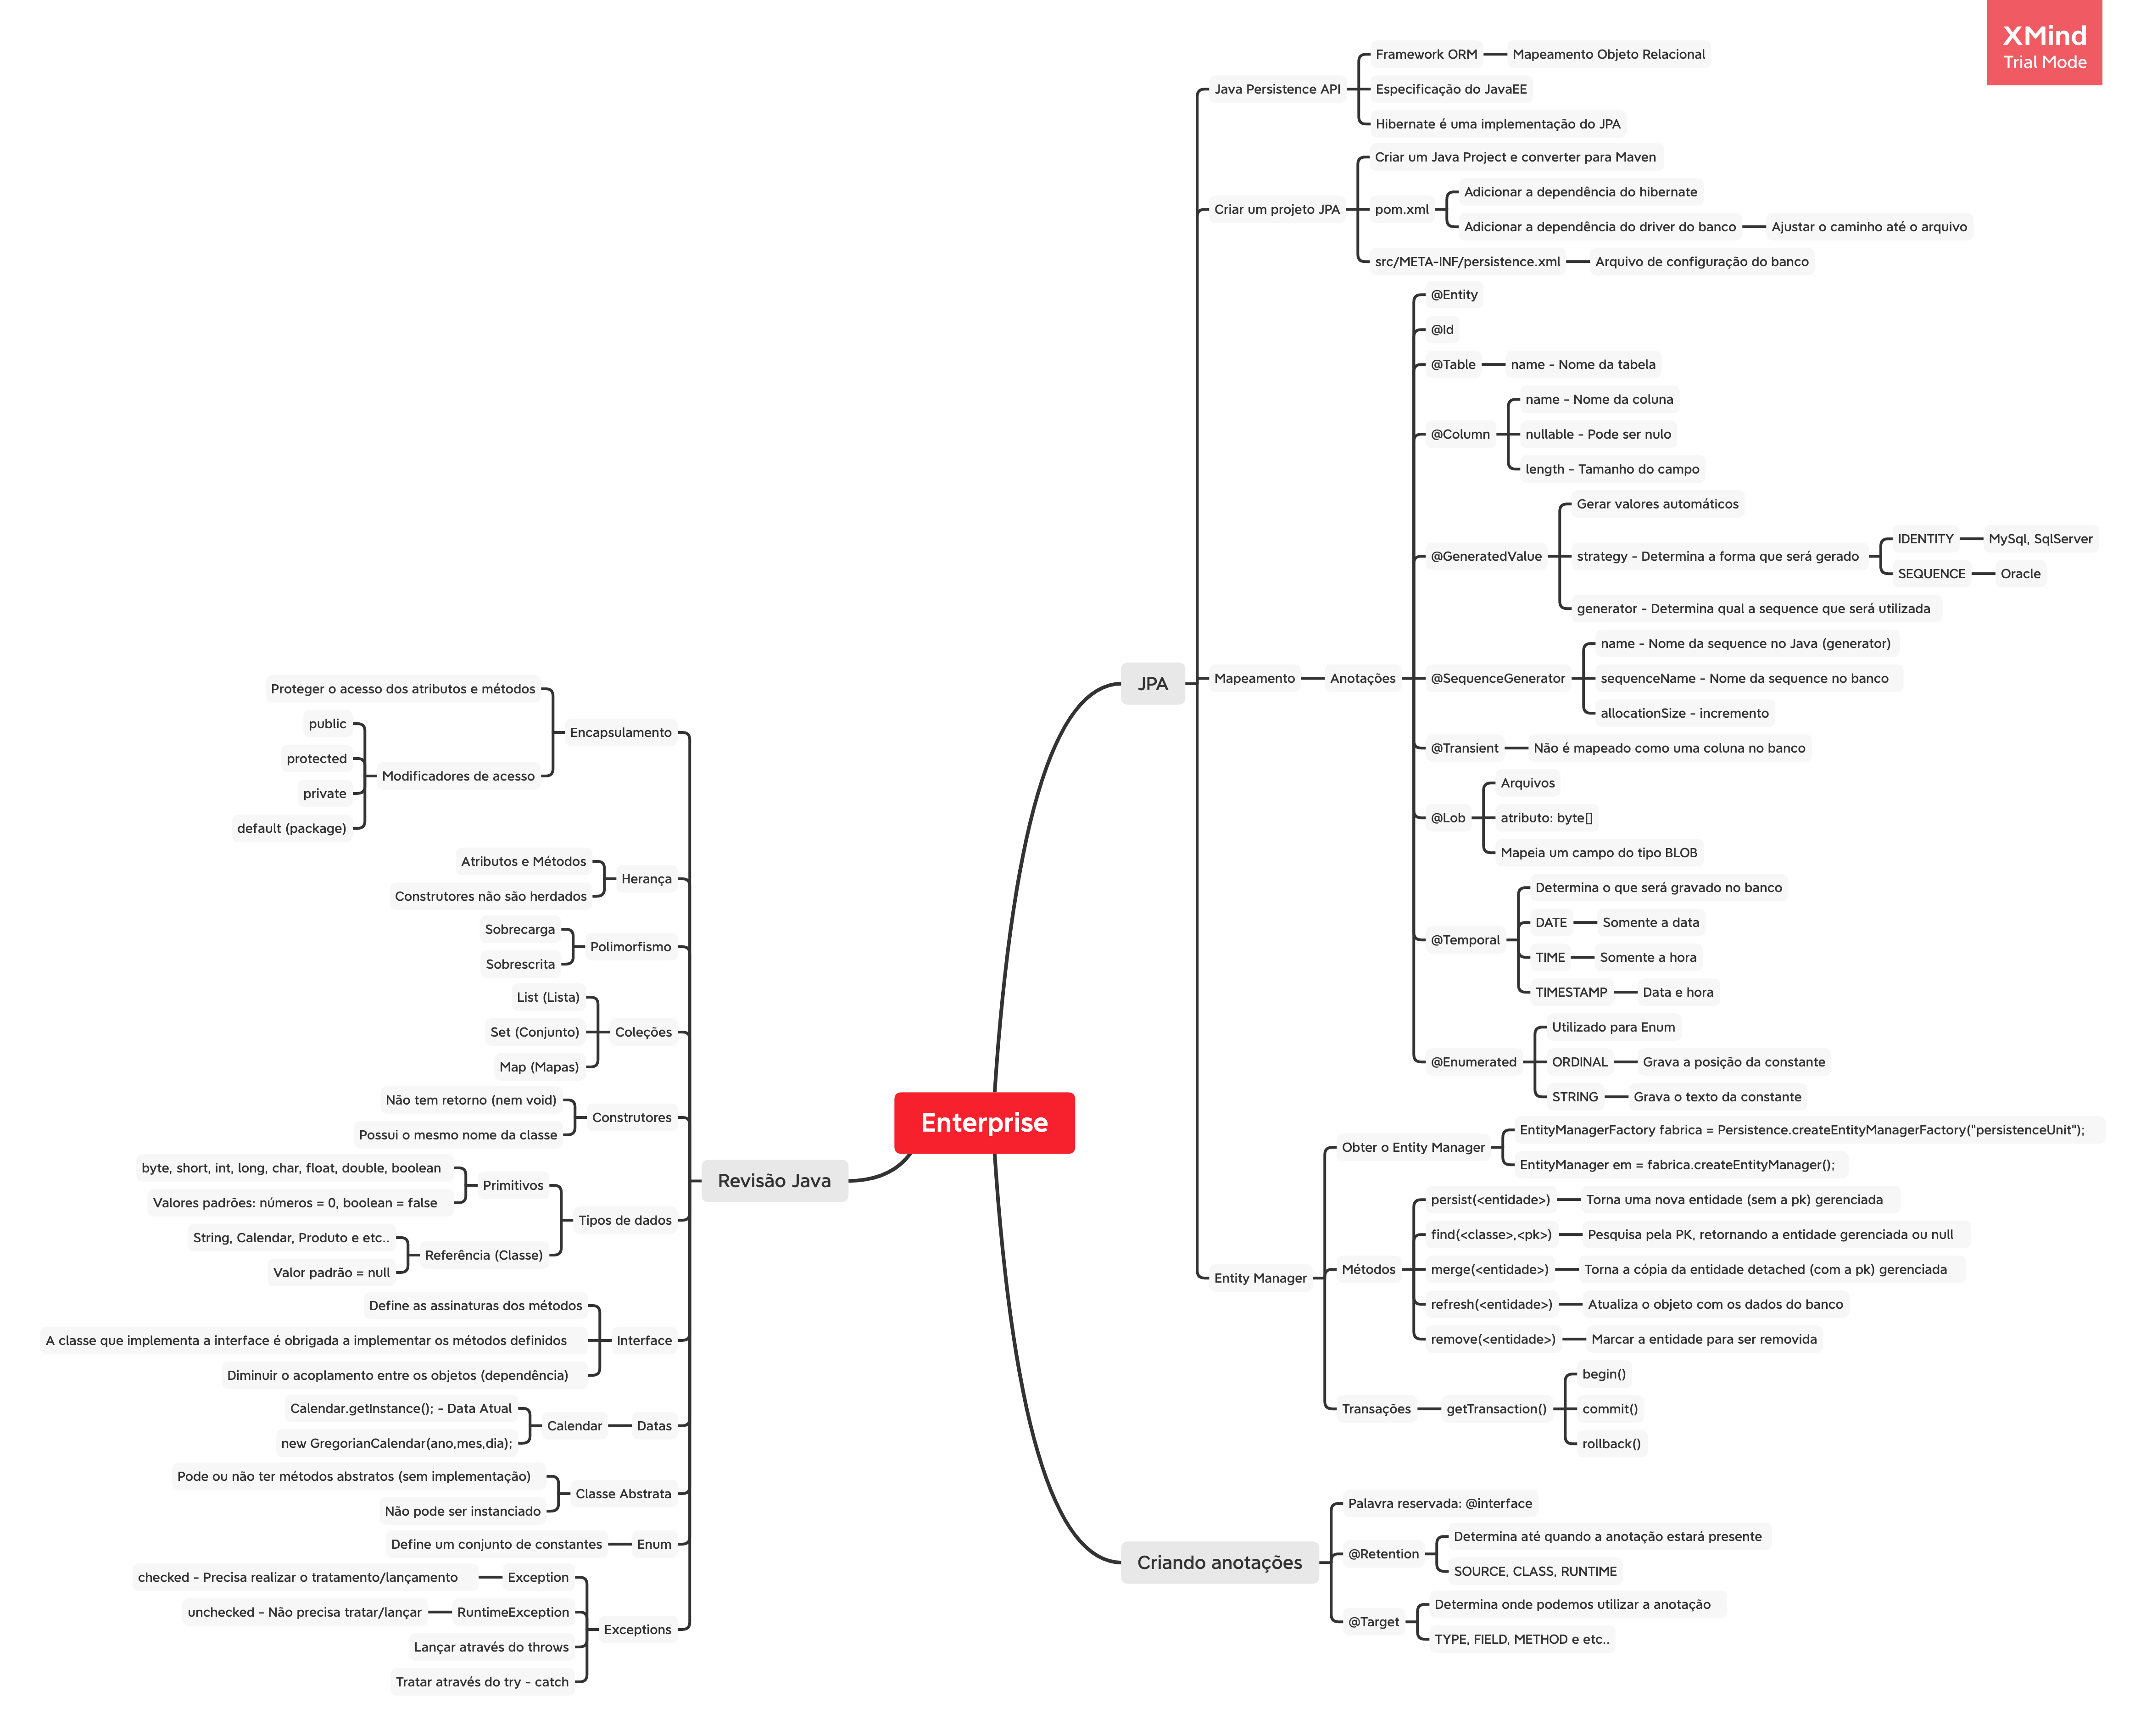 XMind
Trial Mode
Enterprise
JPA
Java Persistence API
Framework ORM
Mapeamento Objeto Relacional
Especificação do JavaEE
Hibernate é uma implementação do JPA
Criar um projeto JPA
Criar um Java Project e converter para Maven
pom.xml
Adicionar a dependência do hibernate
Adicionar a dependência do driver do banco
Ajustar o caminho até o arquivo
src/META-INF/persistence.xml
Arquivo de configuração do banco
Mapeamento
Anotações
@Entity
@Id
@Table
name - Nome da tabela
@Column
name - Nome da coluna
nullable - Pode ser nulo
length - Tamanho do campo
@GeneratedValue
Gerar valores automáticos
strategy - Determina a forma que será gerado
IDENTITY
MySql, SqlServer
SEQUENCE
Oracle
generator - Determina qual a sequence que será utilizada
@SequenceGenerator
name - Nome da sequence no Java (generator)
sequenceName - Nome da sequence no banco
allocationSize - incremento
@Transient
Não é mapeado como uma coluna no banco
@Lob
Arquivos
atributo: byte[]
Mapeia um campo do tipo BLOB
@Temporal
Determina o que será gravado no banco
DATE
Somente a data
TIME
Somente a hora
TIMESTAMP
Data e hora
@Enumerated
Utilizado para Enum
ORDINAL
Grava a posição da constante
STRING
Grava o texto da constante
Entity Manager
Obter o Entity Manager
EntityManagerFactory fabrica = Persistence.createEntityManagerFactory("persistenceUnit");
EntityManager em = fabrica.createEntityManager();
Métodos
persist(<entidade>)
Torna uma nova entidade (sem a pk) gerenciada
find(<classe>,<pk>)
Pesquisa pela PK, retornando a entidade gerenciada ou null
merge(<entidade>)
Torna a cópia da entidade detached (com a pk) gerenciada
refresh(<entidade>)
Atualiza o objeto com os dados do banco
remove(<entidade>)
Marcar a entidade para ser removida
Transações
getTransaction()
begin()
commit()
rollback()
Criando anotações
Palavra reservada: @interface
@Retention
Determina até quando a anotação estará presente
SOURCE, CLASS, RUNTIME
@Target
Determina onde podemos utilizar a anotação
TYPE, FIELD, METHOD e etc..
Revisão Java
Encapsulamento
Proteger o acesso dos atributos e métodos
Modificadores de acesso
public
protected
private
default (package)
Herança
Atributos e Métodos
Construtores não são herdados
Polimorfismo
Sobrecarga
Sobrescrita
Coleções
List (Lista)
Set (Conjunto)
Map (Mapas)
Construtores
Não tem retorno (nem void)
Possui o mesmo nome da classe
Tipos de dados
Primitivos
byte, short, int, long, char, float, double, boolean
Valores padrões: números = 0, boolean = false
Referência (Classe)
String, Calendar, Produto e etc..
Valor padrão = null
Interface
Define as assinaturas dos métodos
A classe que implementa a interface é obrigada a implementar os métodos definidos
Diminuir o acoplamento entre os objetos (dependência)
Datas
Calendar
Calendar.getInstance(); - Data Atual
new GregorianCalendar(ano,mes,dia);
Classe Abstrata
Pode ou não ter métodos abstratos (sem implementação)
Não pode ser instanciado
Enum
Define um conjunto de constantes
Exceptions
Exception
checked - Precisa realizar o tratamento/lançamento
RuntimeException
unchecked - Não precisa tratar/lançar
Lançar através do throws
Tratar através do try - catch